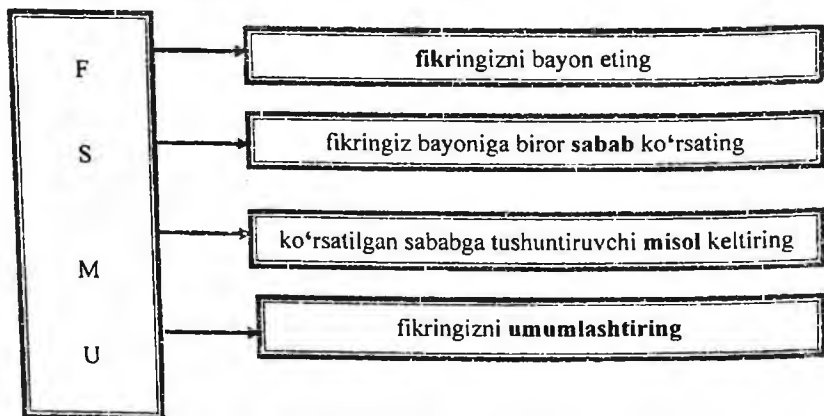 F
fikringizni bayon eting
S
fikringiz bayoniga biror sabab ko‘rsating
M
ko‘rsatilgan sababga tushuntiruvchi misol keltiring
U
fikringizni umumlashtiring